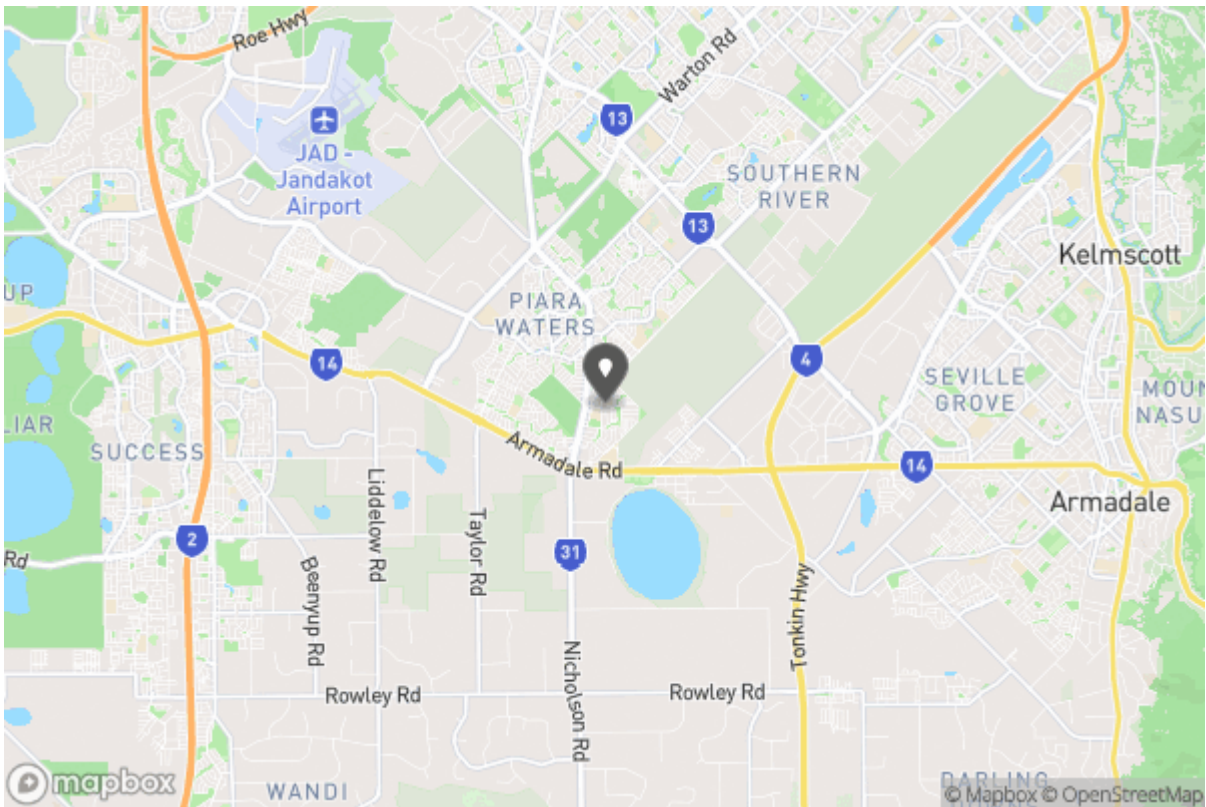 Roe Hwy
Warton Rd
13
JAD -
Jandakot
Airport
SOUTHERN
RIVER
13
Kelmscott
UP
PIARA
WATERS
14
4
SEVILLE
GROVE
MOUN
NASU
LIAR
SUCCESS
Armadale Rd
14
Armadale
Liddelow Rd
Taylor Rd
2
Rd
31
Beenyup Rd
Tonkin Hwy
Nicholson Rd
Rowley Rd
Rowley Rd
mapbox
WANDI
DARLING
© Mapbox © OpenStreetMap